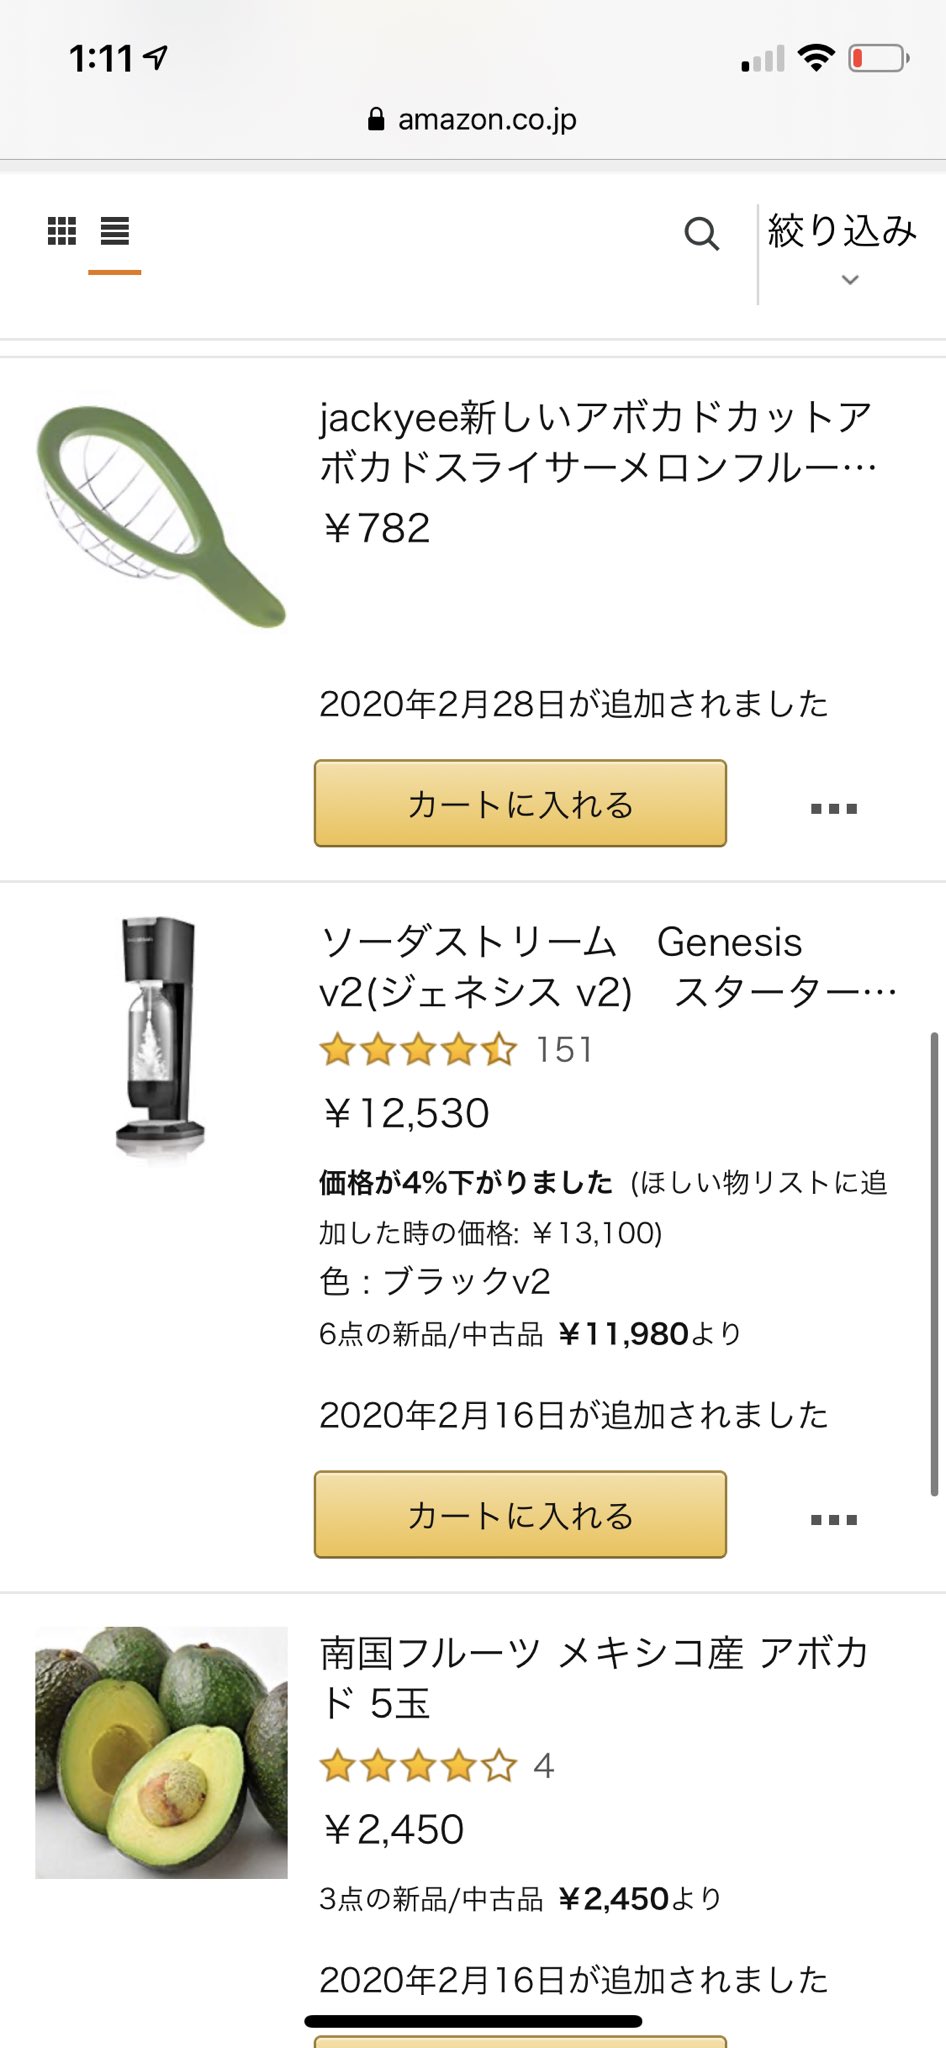 1:11
amazon.co.jp
絞り込み
jackyee新しいアボカドカットア
ボカドスライサーメロンフルー…
￥782
2020年2月28日が追加されました
カートに入れる
ソーダストリーム　Genesis
v2(ジェネシス v2)　スターター…
151
￥12,530
価格が4%下がりました (ほしい物リストに追
加した時の価格: ￥13,100)
色 : ブラックv2
6点の新品/中古品 ￥11,980より
2020年2月16日が追加されました
カートに入れる
南国フルーツ メキシコ産 アボカ
ド 5玉
4
￥2,450
3点の新品/中古品 ￥2,450より
2020年2月16日が追加されました